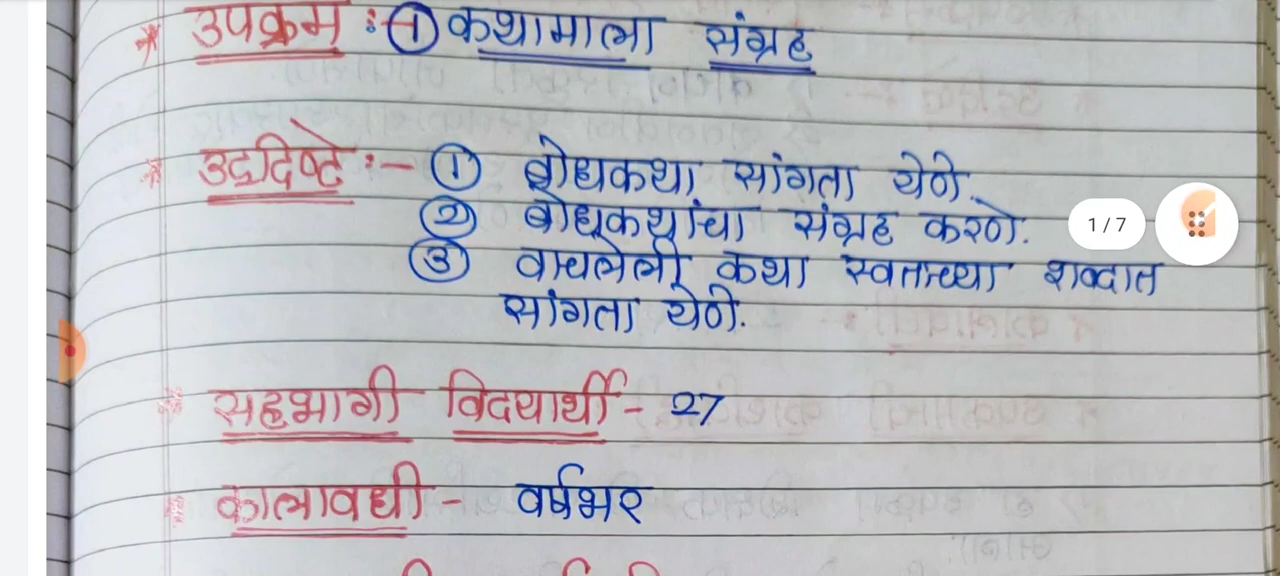 * उपक्रम :- ① कथामाला संग्रह
* उद्दिष्टे :- ① बोधकथा सांगता येणे.
② बोधकथांचा संग्रह करणे.
1/7
③ वाचलेली कथा स्वताच्या शब्दात
सांगता येणे.
* सहभागी विदयार्थी - 27
* कालावधी - वर्षभर